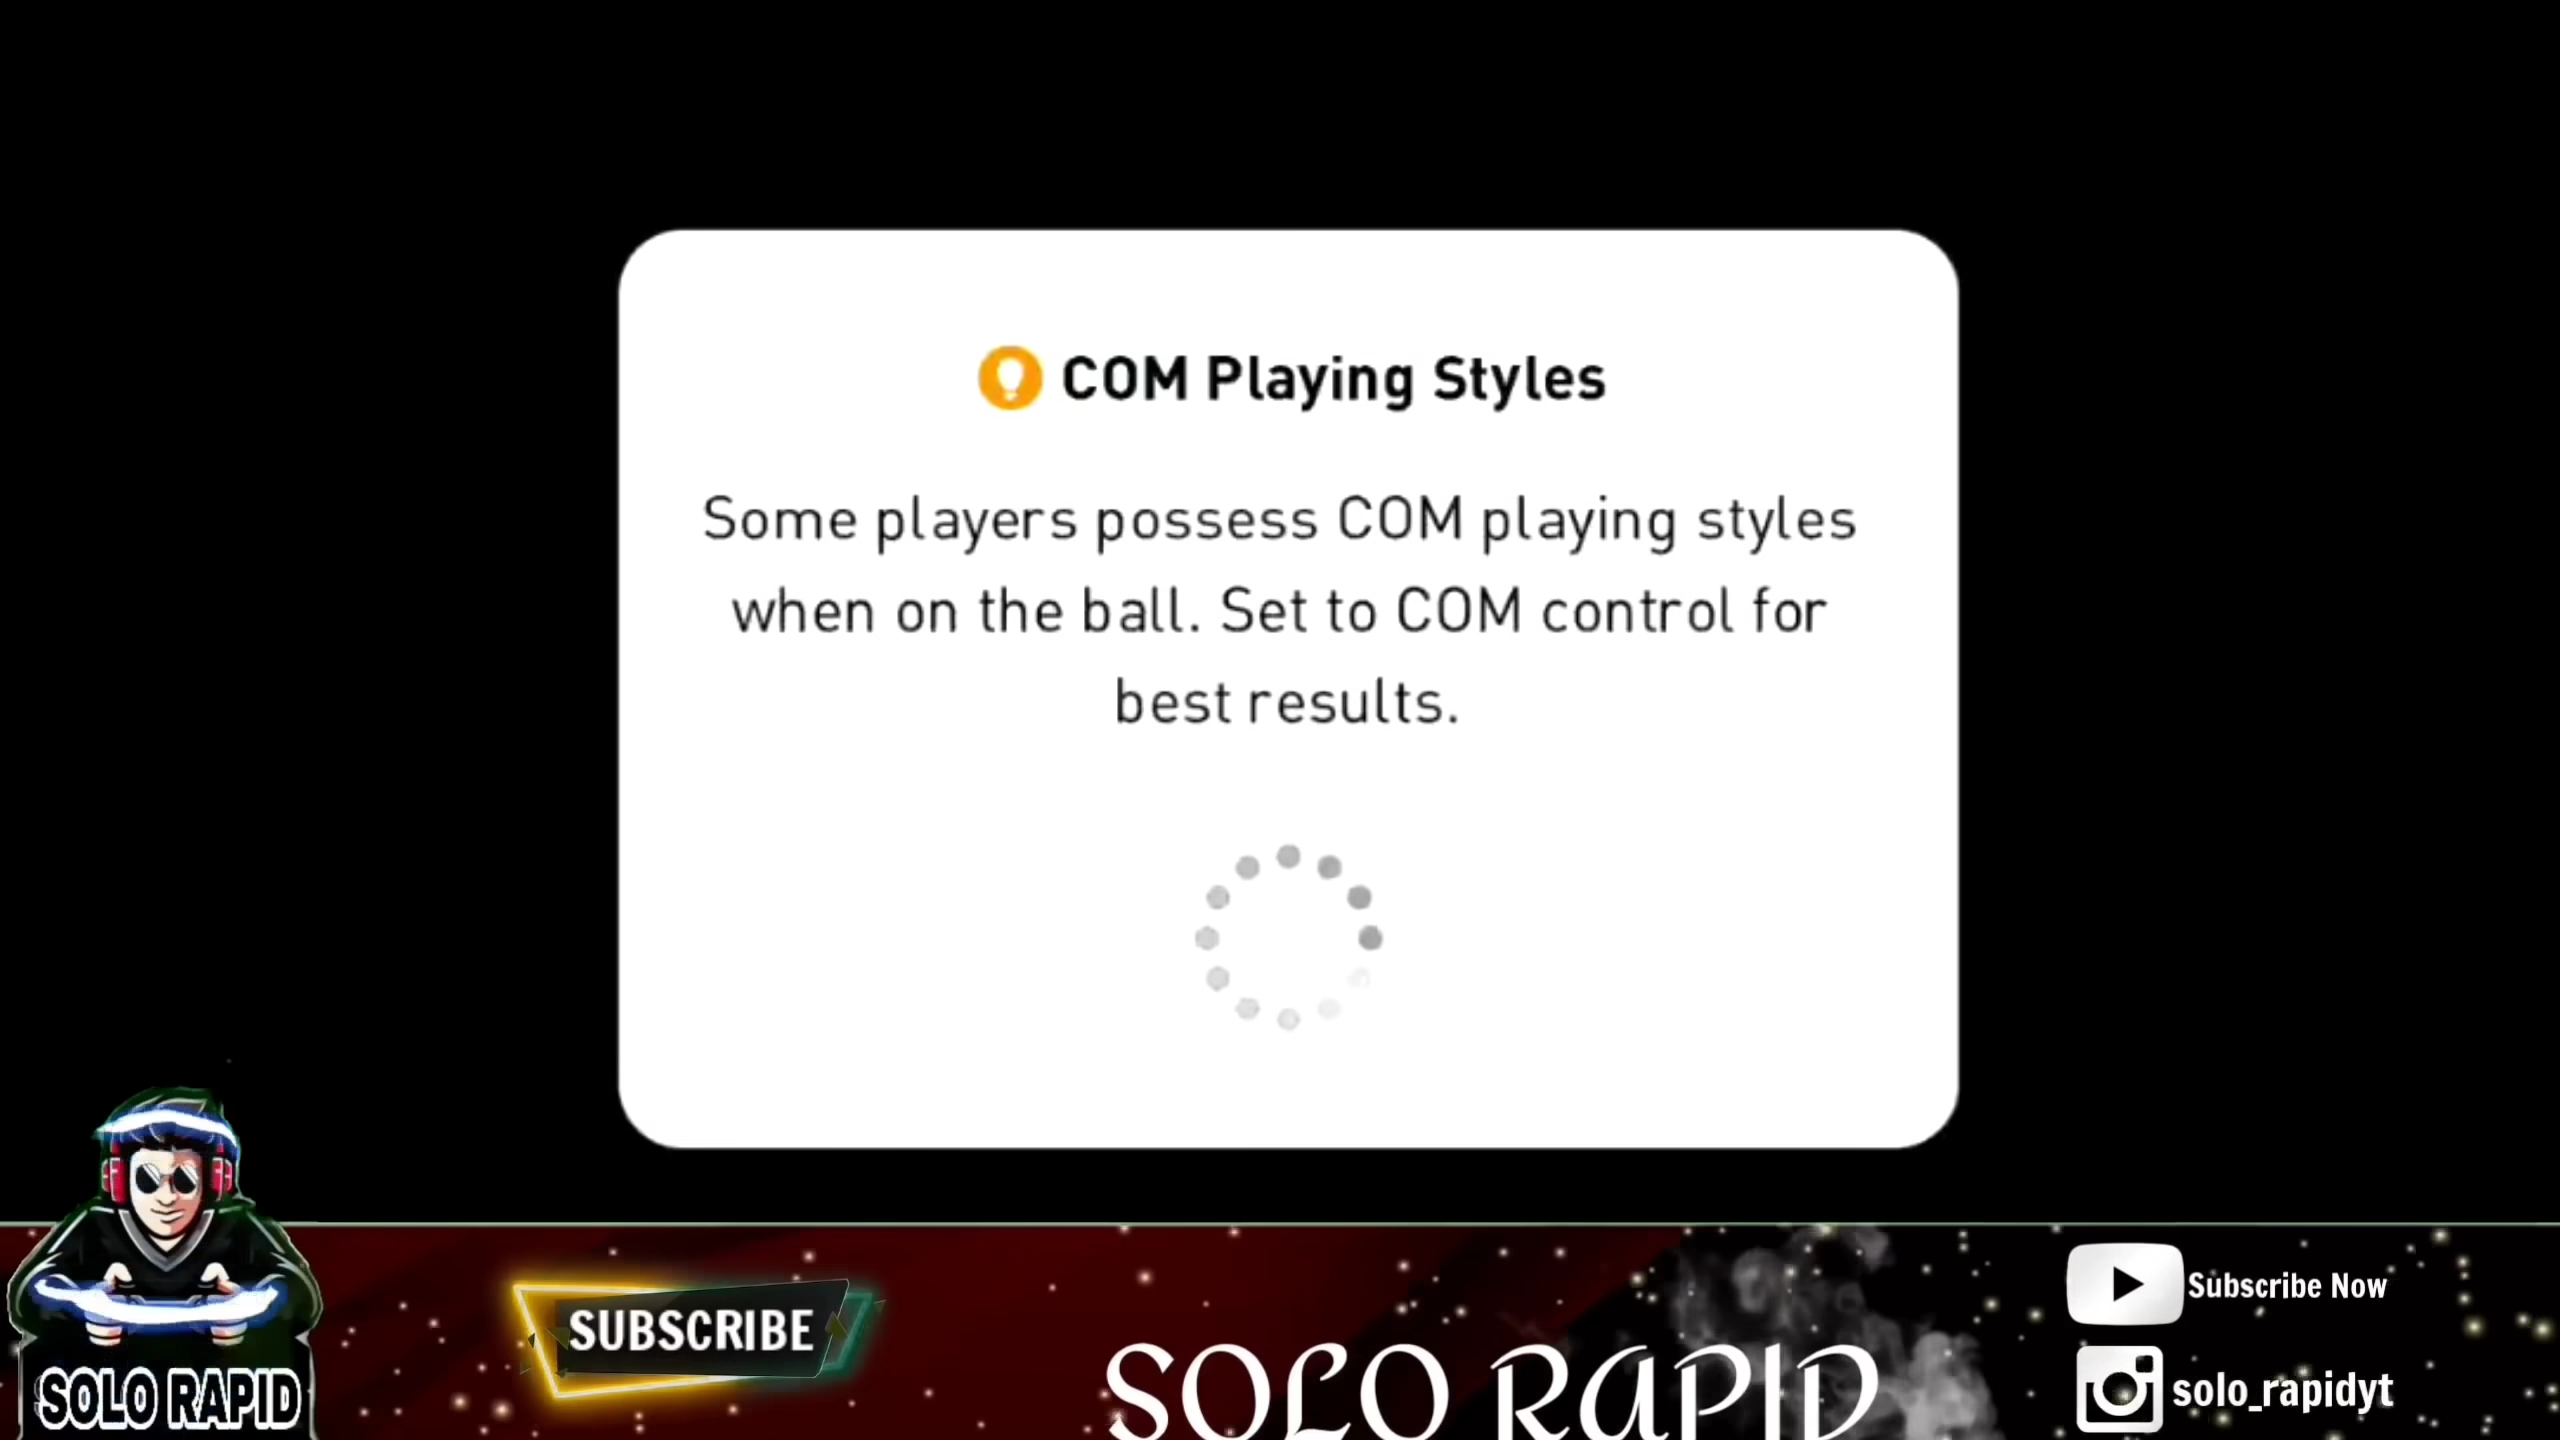 COM Playing Styles
Some players possess COM playing styles
when on the ball. Set to COM control for
best results.
SOLO RAPID
SUBSCRIBE
SOLO RAPID
Subscribe Now
solo_rapidyt